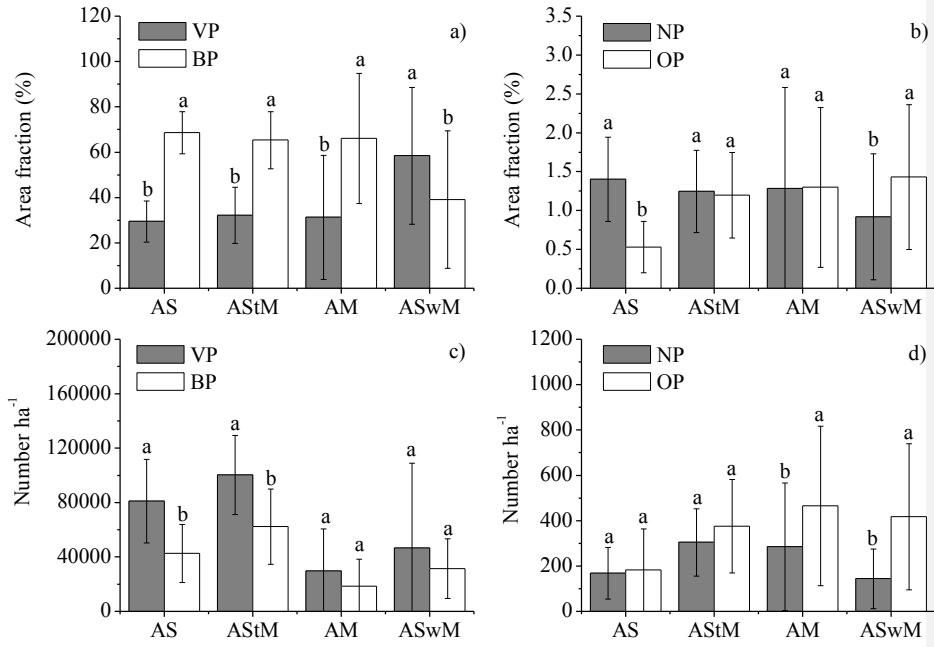 120
100
80
60
40
20
0
Area fraction (%)
VP
BP
a)
b a
b a
b a
a b
AS AStM AM ASwM
3.5
3.0
2.5
2.0
1.5
1.0
0.5
0.0
Area fraction (%)
NP
OP
b)
a b
a a
a a
b a
AS AStM AM ASwM
200000
160000
120000
80000
40000
0
Number ha⁻¹
VP
BP
c)
a b
a b
a a
a a
AS AStM AM ASwM
1200
1000
800
600
400
200
0
Number ha⁻¹
NP
OP
d)
a a
a a
b a
b a
AS AStM AM ASwM